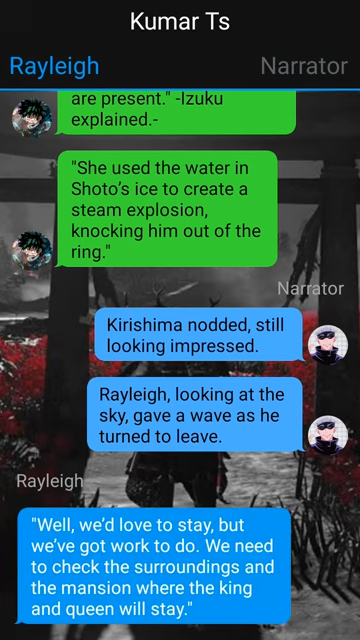 Kumar Ts
Rayleigh
Narrator
are present." -Izuku
explained.-
"She used the water in
Shoto's ice to create a
steam explosion,
knocking him out of the
ring."
Narrator
Kirishima nodded, still
looking impressed.
Rayleigh, looking at the
sky, gave a wave as he
turned to leave.
Rayleigh
"Well, we'd love to stay, but
we've got work to do. We need
to check the surroundings and
the mansion where the king
and queen will stay."